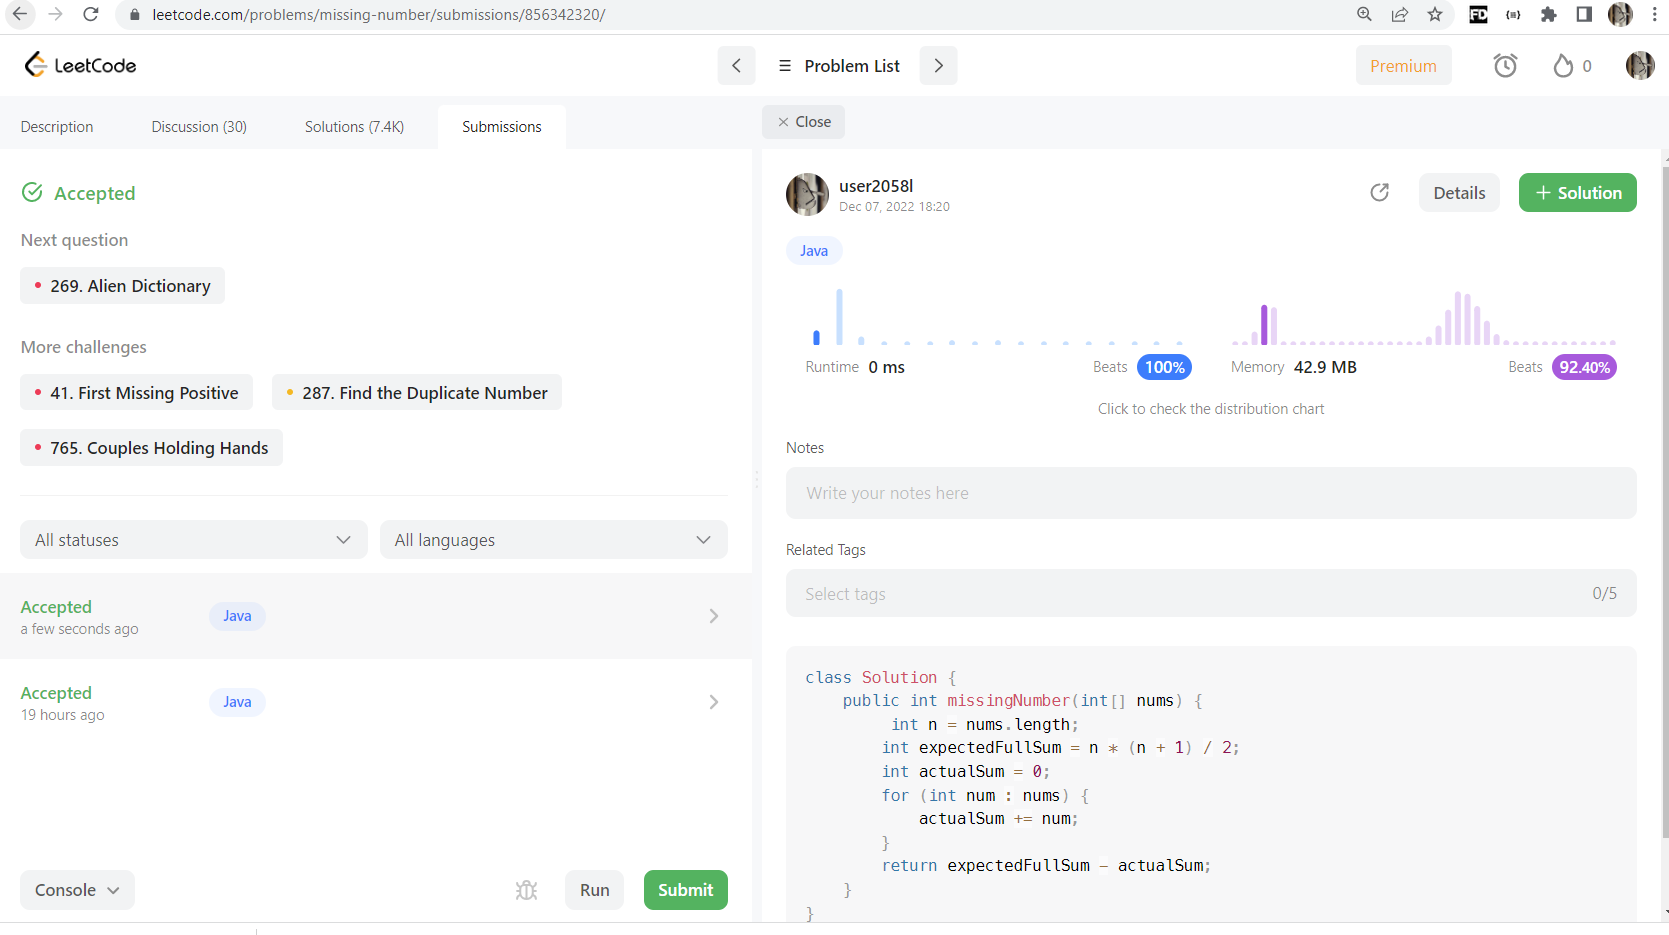 leetcode.com/problems/missing-number/submissions/856342320/
FD
LeetCode
Problem List
Premium
0
Description
Discussion (30)
Solutions (7.4K)
Submissions
Close
Accepted
Next question
269. Alien Dictionary
More challenges
41. First Missing Positive
287. Find the Duplicate Number
765. Couples Holding Hands
All statuses
All languages
Accepted
a few seconds ago
Java
Accepted
19 hours ago
Java
Console
Run
Submit
user2058l
Dec 07, 2022 18:20
Details
+ Solution
Java
Runtime 0 ms
Beats 100%
Memory 42.9 MB
Beats 92.40%
Click to check the distribution chart
Notes
Write your notes here
Related Tags
Select tags
0/5
class Solution {
    public int missingNumber(int[] nums) {
         int n = nums.length;
        int expectedFullSum = n * (n + 1) / 2;
        int actualSum = 0;
        for (int num : nums) {
            actualSum += num;
        }
        return expectedFullSum - actualSum;
    }
}